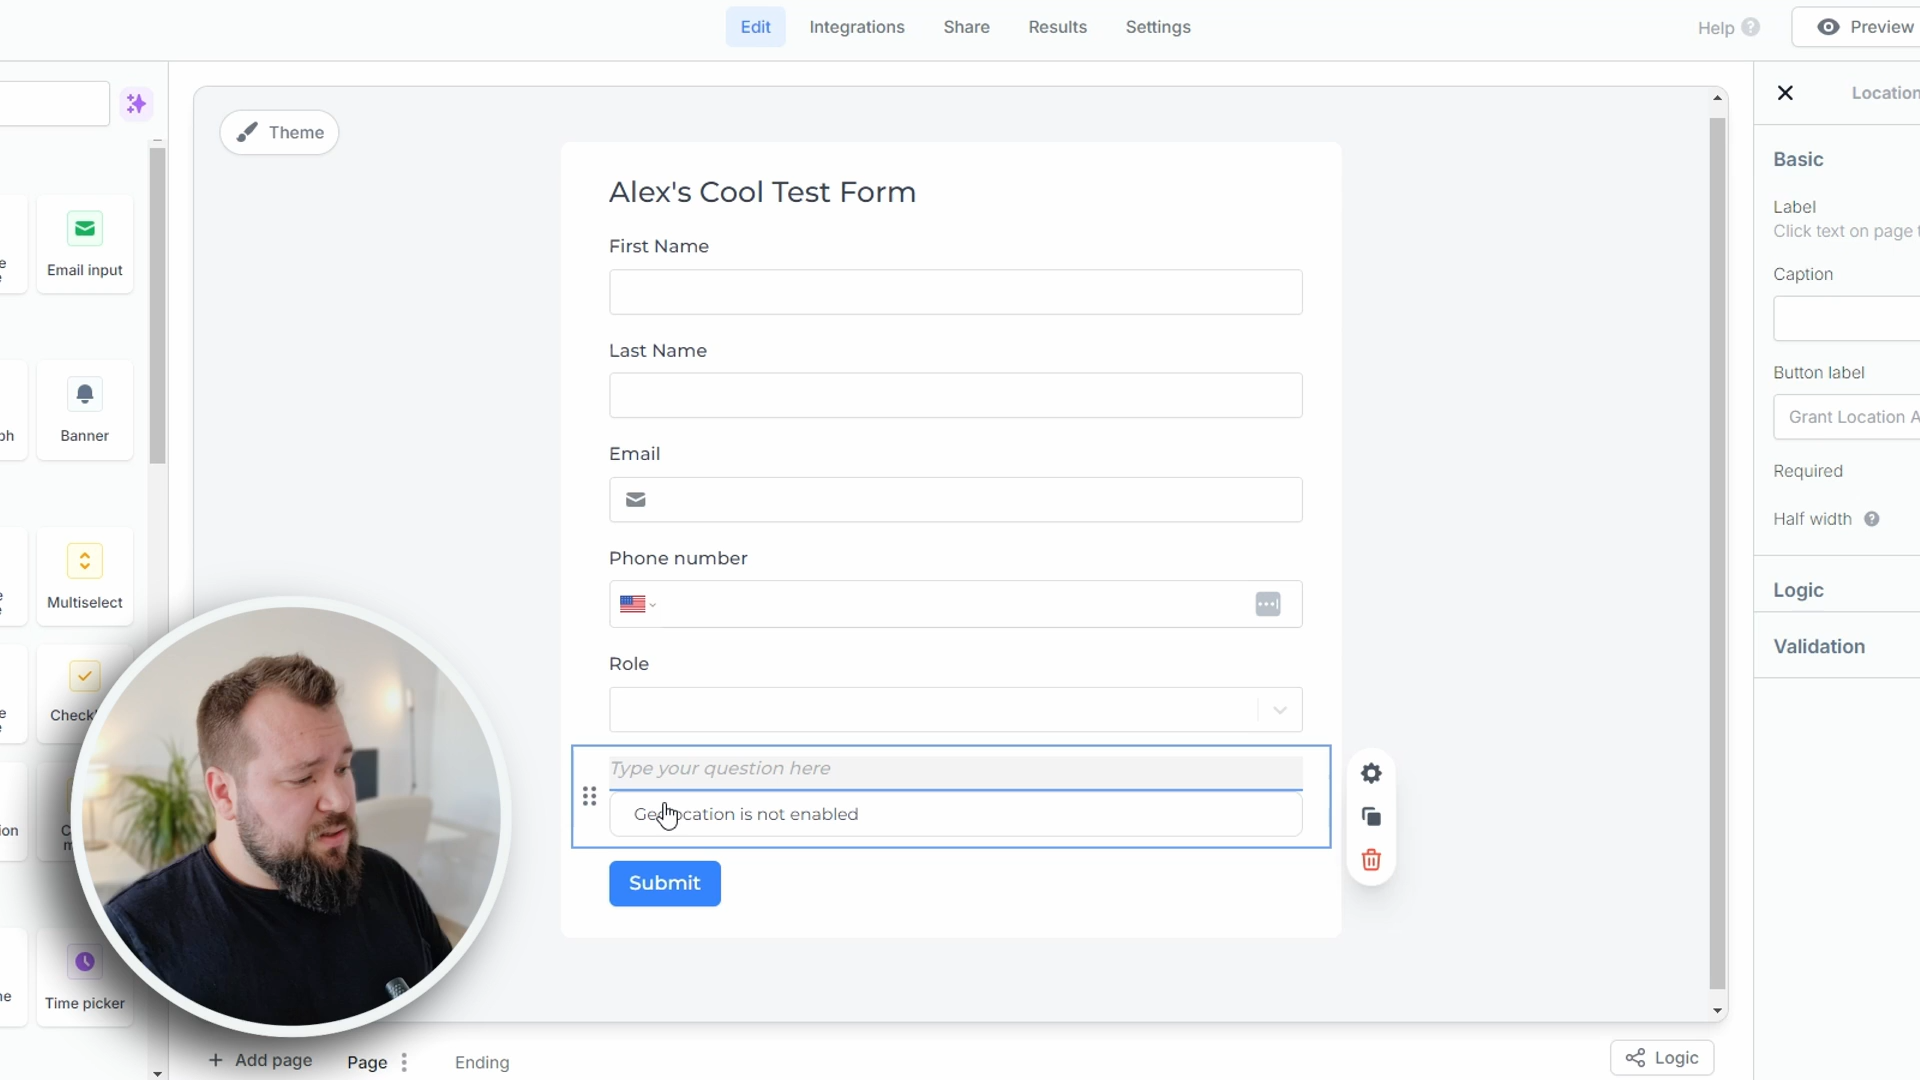 Edit
Integrations
Share
Results
Settings
Help
Preview
Theme
Alex's Cool Test Form
First Name
Last Name
Email
Phone number
Role
Type your question here
Geolocation is not enabled
Submit
Email input
Banner
Multiselect
Time picker
Location
Basic
Label
Click text on page
Caption
Button label
Grant Location A
Required
Half width
Logic
Validation
+ Add page
Page
Ending
Logic